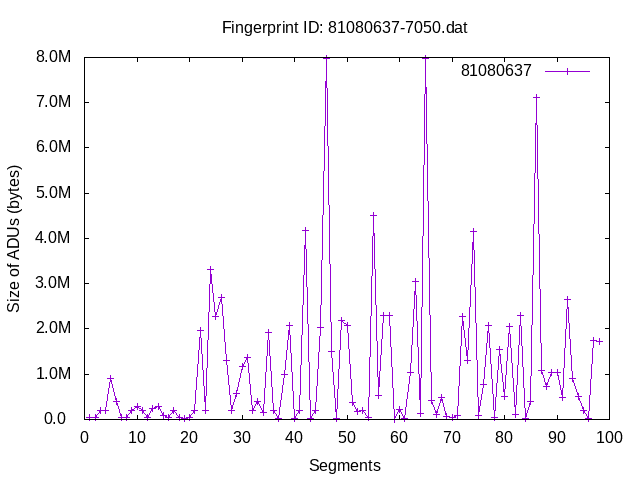 Fingerprint ID: 81080637-7050.dat
81080637
8.0M
7.0M
6.0M
5.0M
4.0M
3.0M
2.0M
1.0M
0.0
Size of ADUs (bytes)
0 10 20 30 40 50 60 70 80 90 100
Segments